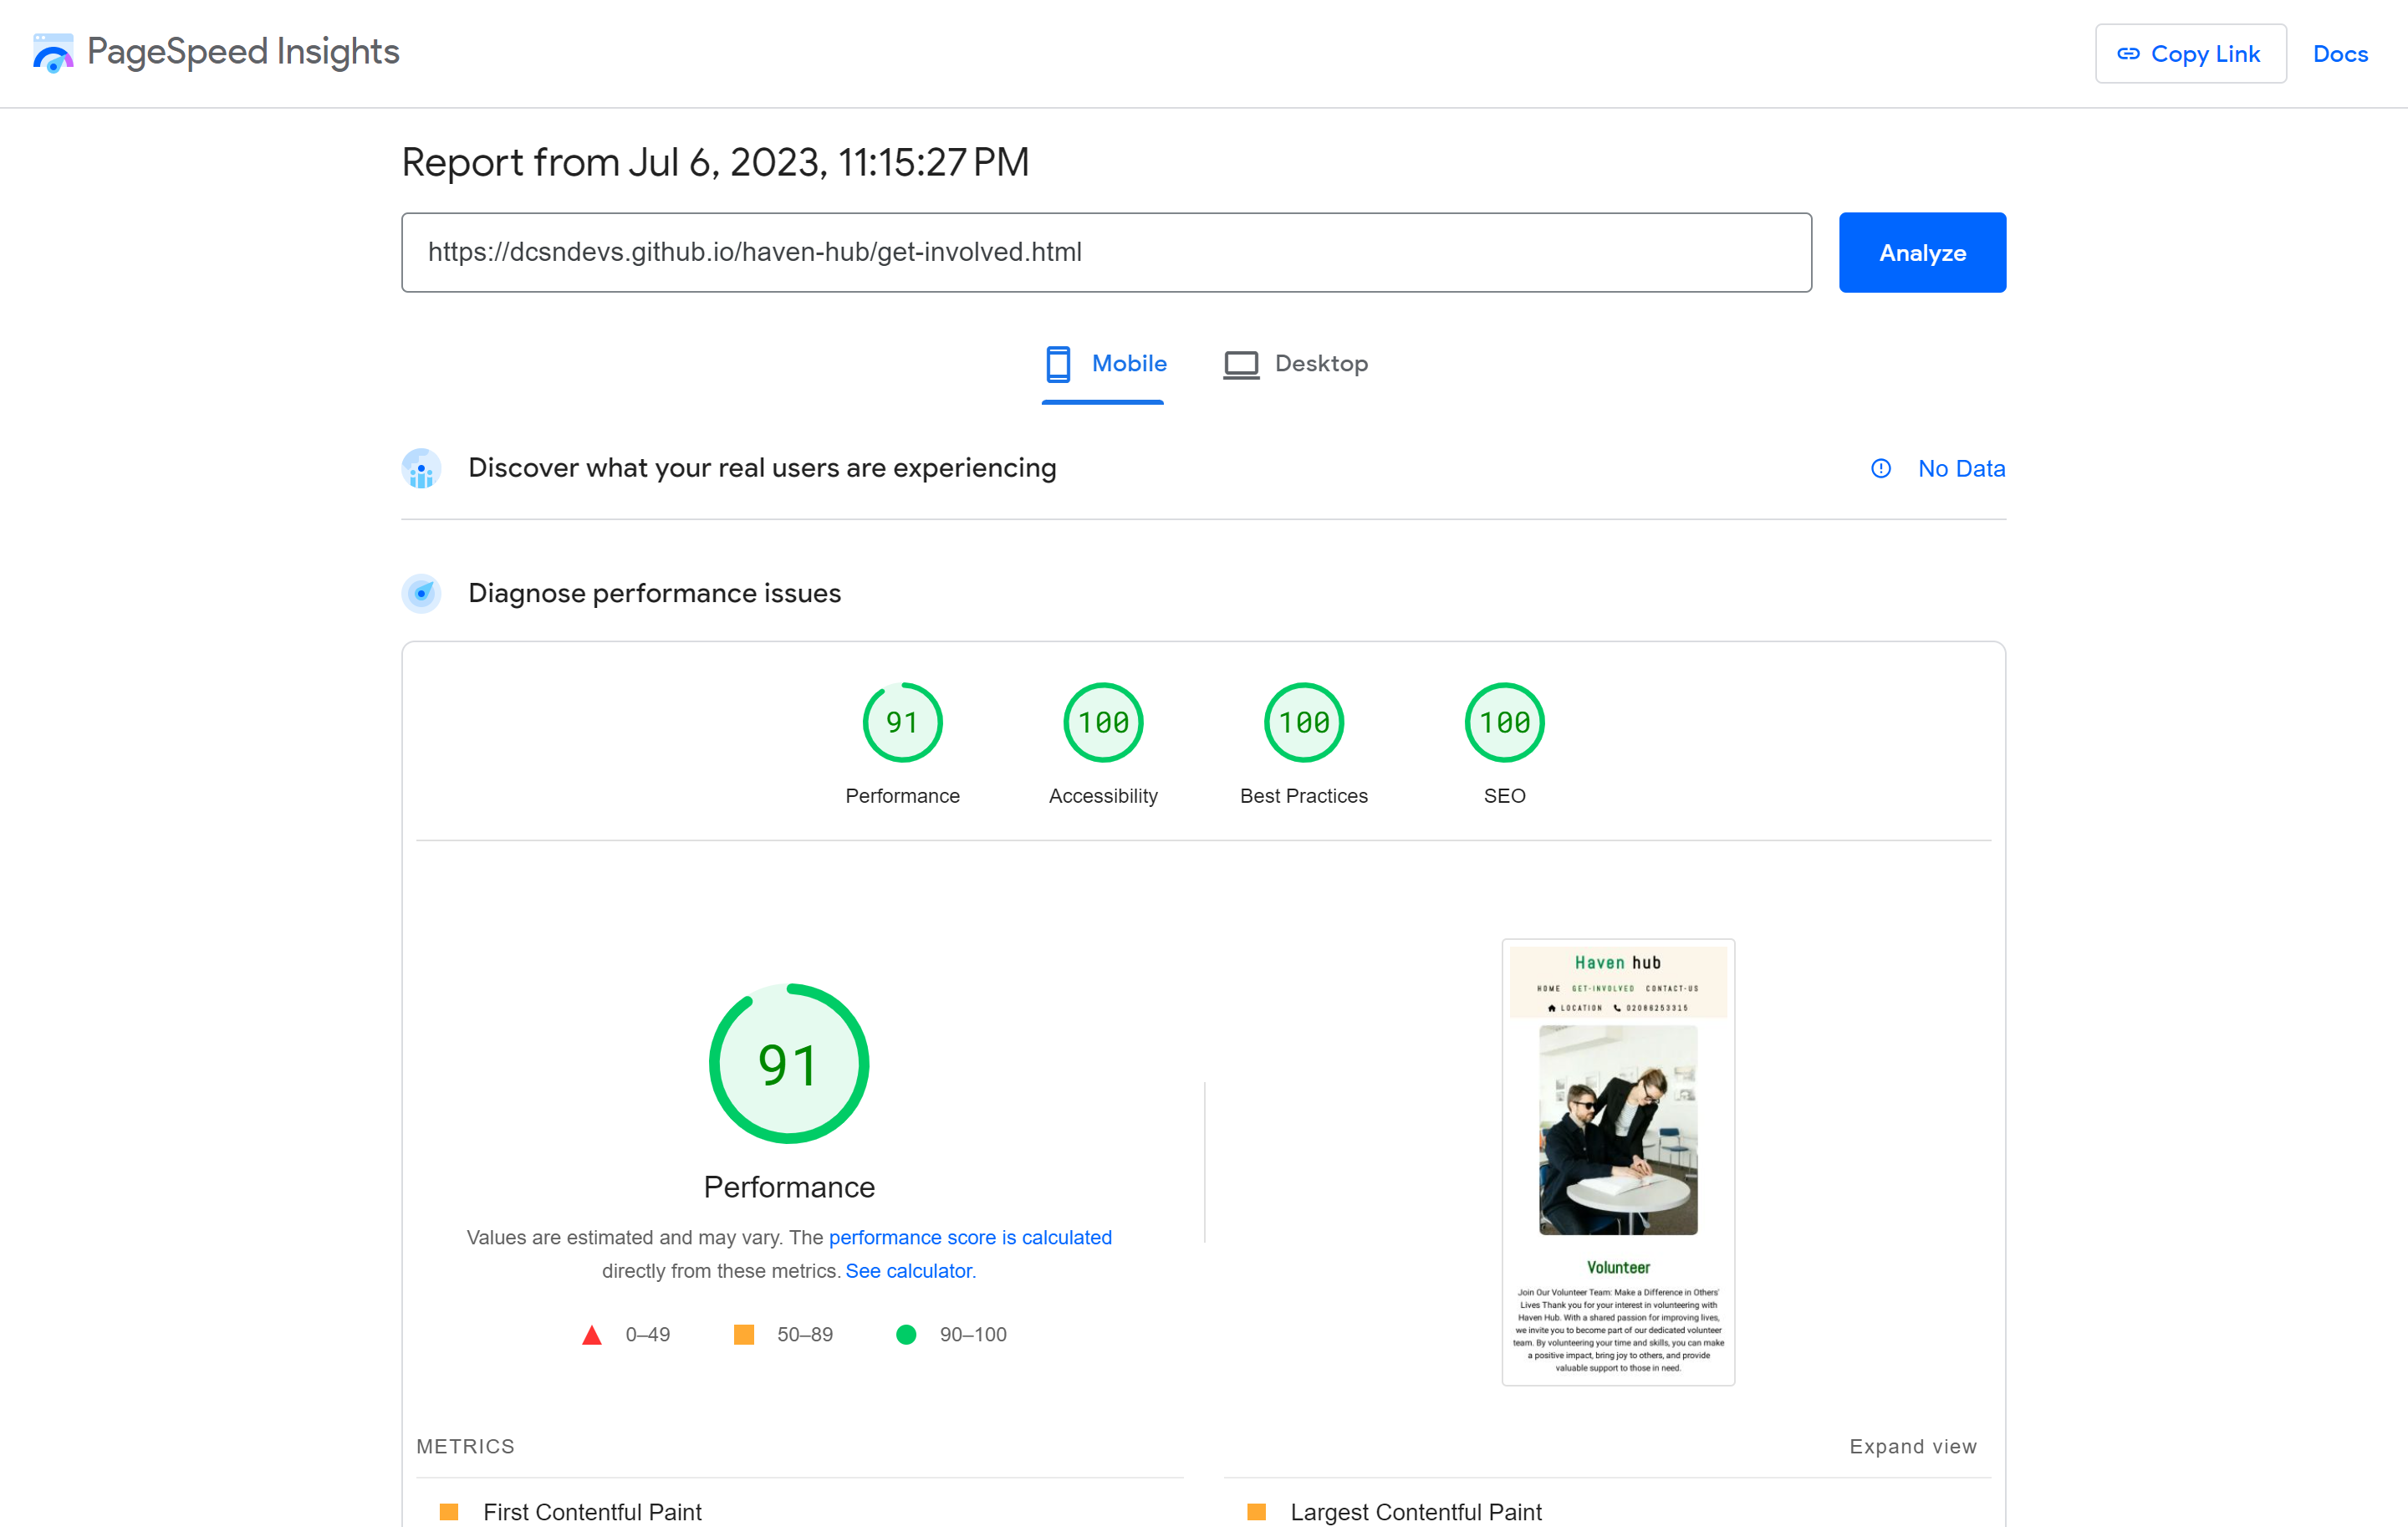 PageSpeed Insights
Copy Link
Docs
Report from Jul 6, 2023, 11:15:27 PM
https://dcsndevs.github.io/haven-hub/get-involved.html
Analyze
Mobile
Desktop
Discover what your real users are experiencing
No Data
Diagnose performance issues
91
100
100
100
Performance
Accessibility
Best Practices
SEO
91
Performance
Values are estimated and may vary. The performance score is calculated
directly from these metrics. See calculator.
0–49
50–89
90–100
Haven hub
HOME GET-INVOLVED CONTACT-US
LOCATION 02086253315
Volunteer
Join Our Volunteer Team: Make a Difference in Others'
Lives Thank you for your interest in volunteering with
Haven Hub. With a shared passion for improving lives,
we invite you to become part of our dedicated volunteer
team. By volunteering your time and skills, you can make
a positive impact, bring joy to others, and provide
valuable support to those in need.
METRICS
Expand view
First Contentful Paint
Largest Contentful Paint